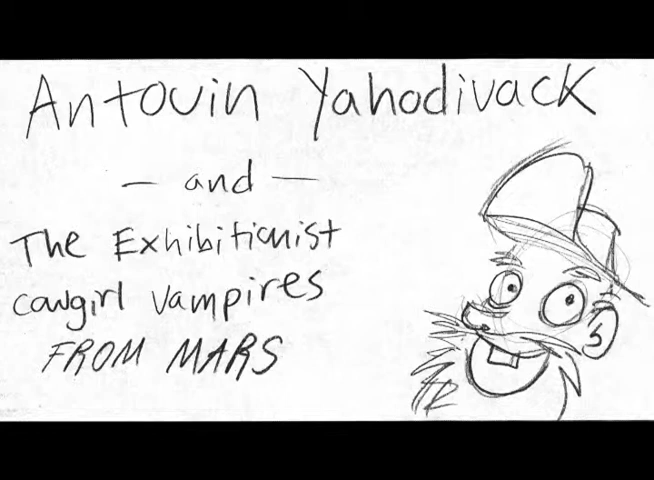 Antouin Yahodivack
— and —
The Exhibitionist
cowgirl vampires
FROM MARS